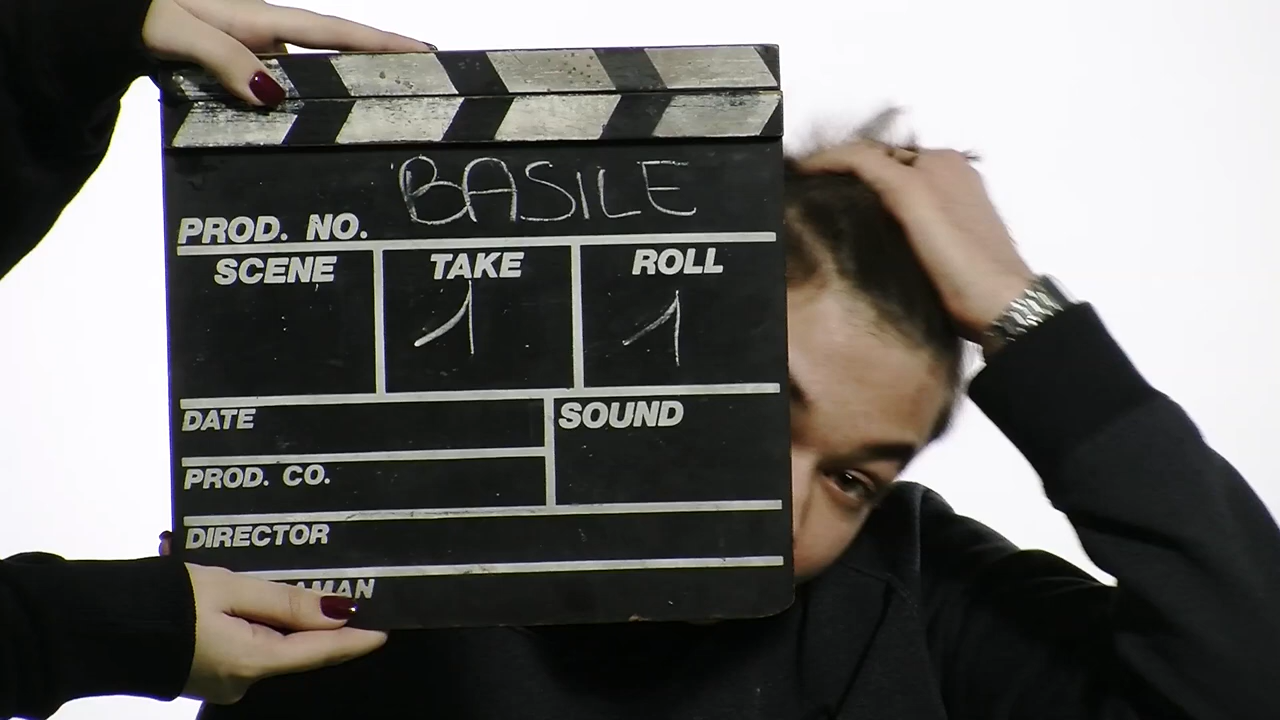 BASILE
PROD. NO.
SCENE TAKE ROLL
1 1
DATE SOUND
PROD. CO.
DIRECTOR